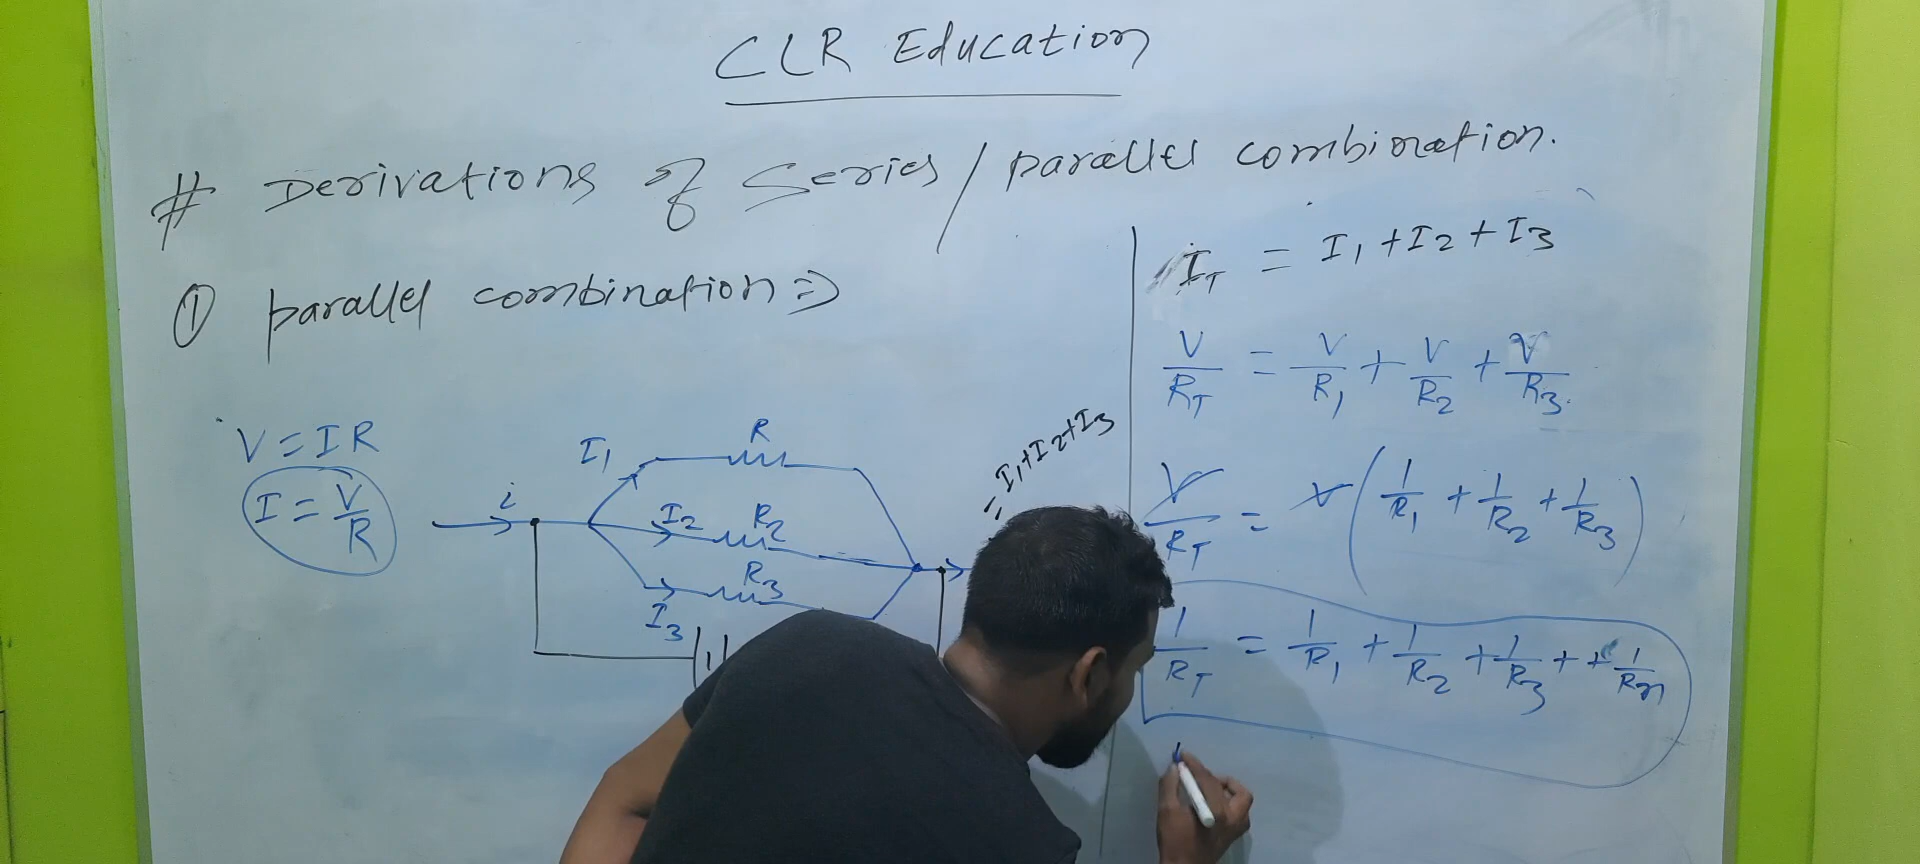 CLR Education
# Derivations of Series / parallel combination.
① parallel combination ⇒
V = IR
I = V/R
i
I₁
R
I₂
R₂
R₃
I₃
= I₁+I₂+I₃
I_T = I₁ + I₂ + I₃
V/R_T = V/R₁ + V/R₂ + V/R₃.
V/R_T = V(1/R₁ + 1/R₂ + 1/R₃)
1/R_T = 1/R₁ + 1/R₂ + 1/R₃ + + 1/Rn